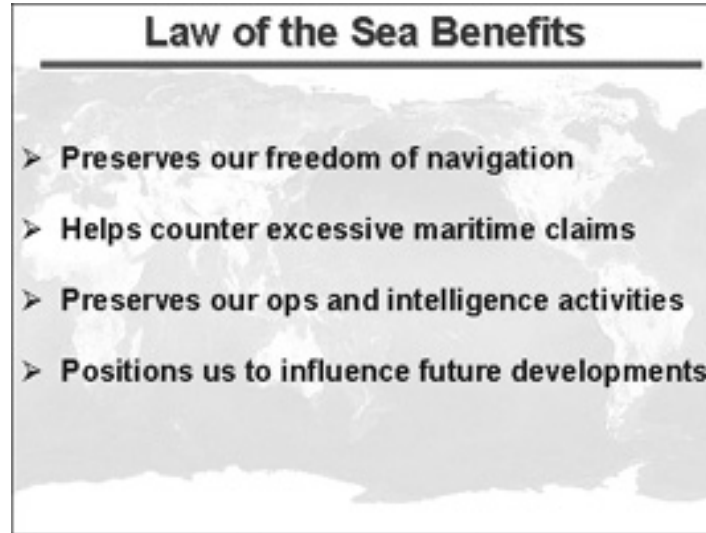 Law of the Sea Benefits
➢ Preserves our freedom of navigation
➢ Helps counter excessive maritime claims
➢ Preserves our ops and intelligence activities
➢ Positions us to influence future developments